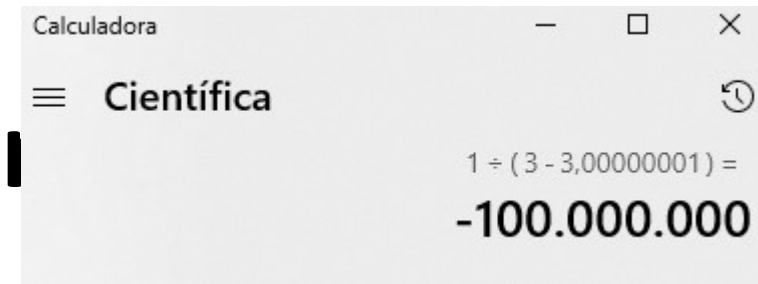 Calculadora
Científica
1 ÷ ( 3 - 3,00000001 ) =
-100.000.000